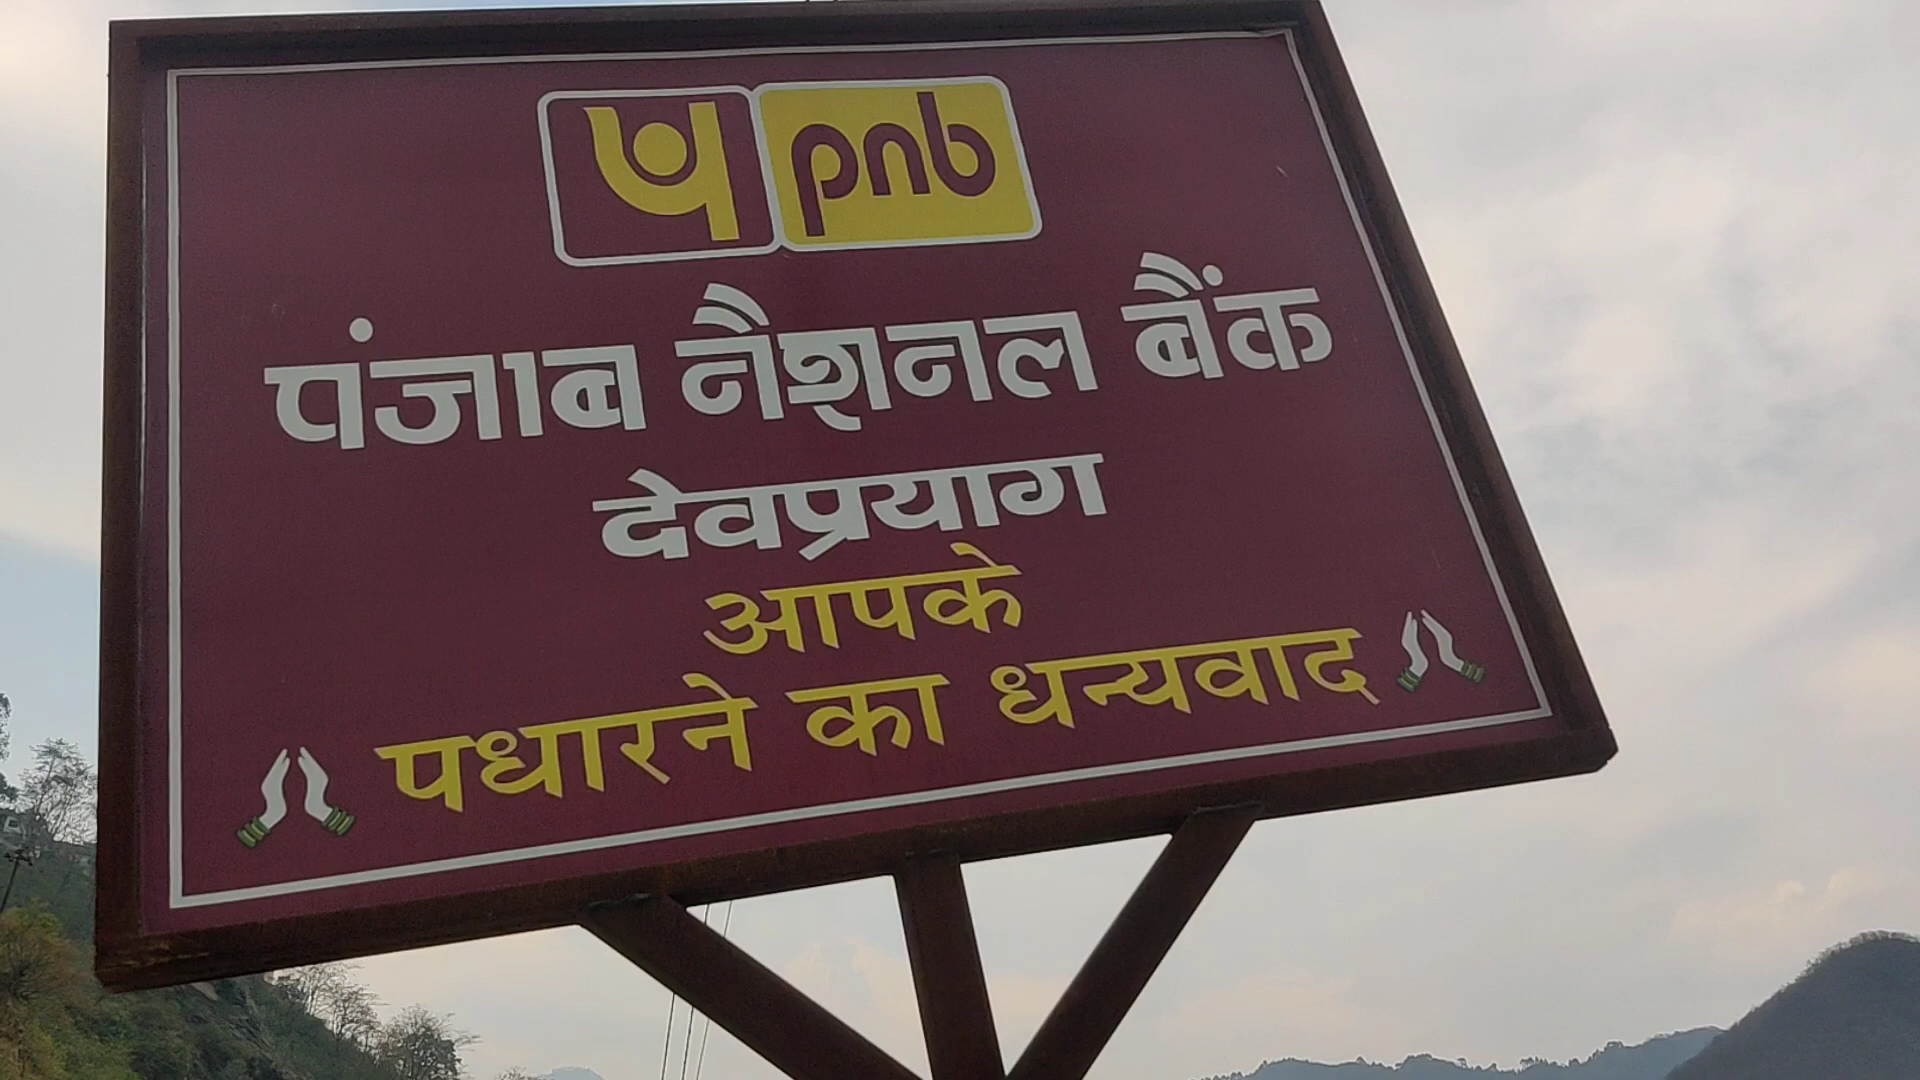 प pnb
पंजाब नैशनल बैंक
देवप्रयाग
आपके
पधारने का धन्यवाद